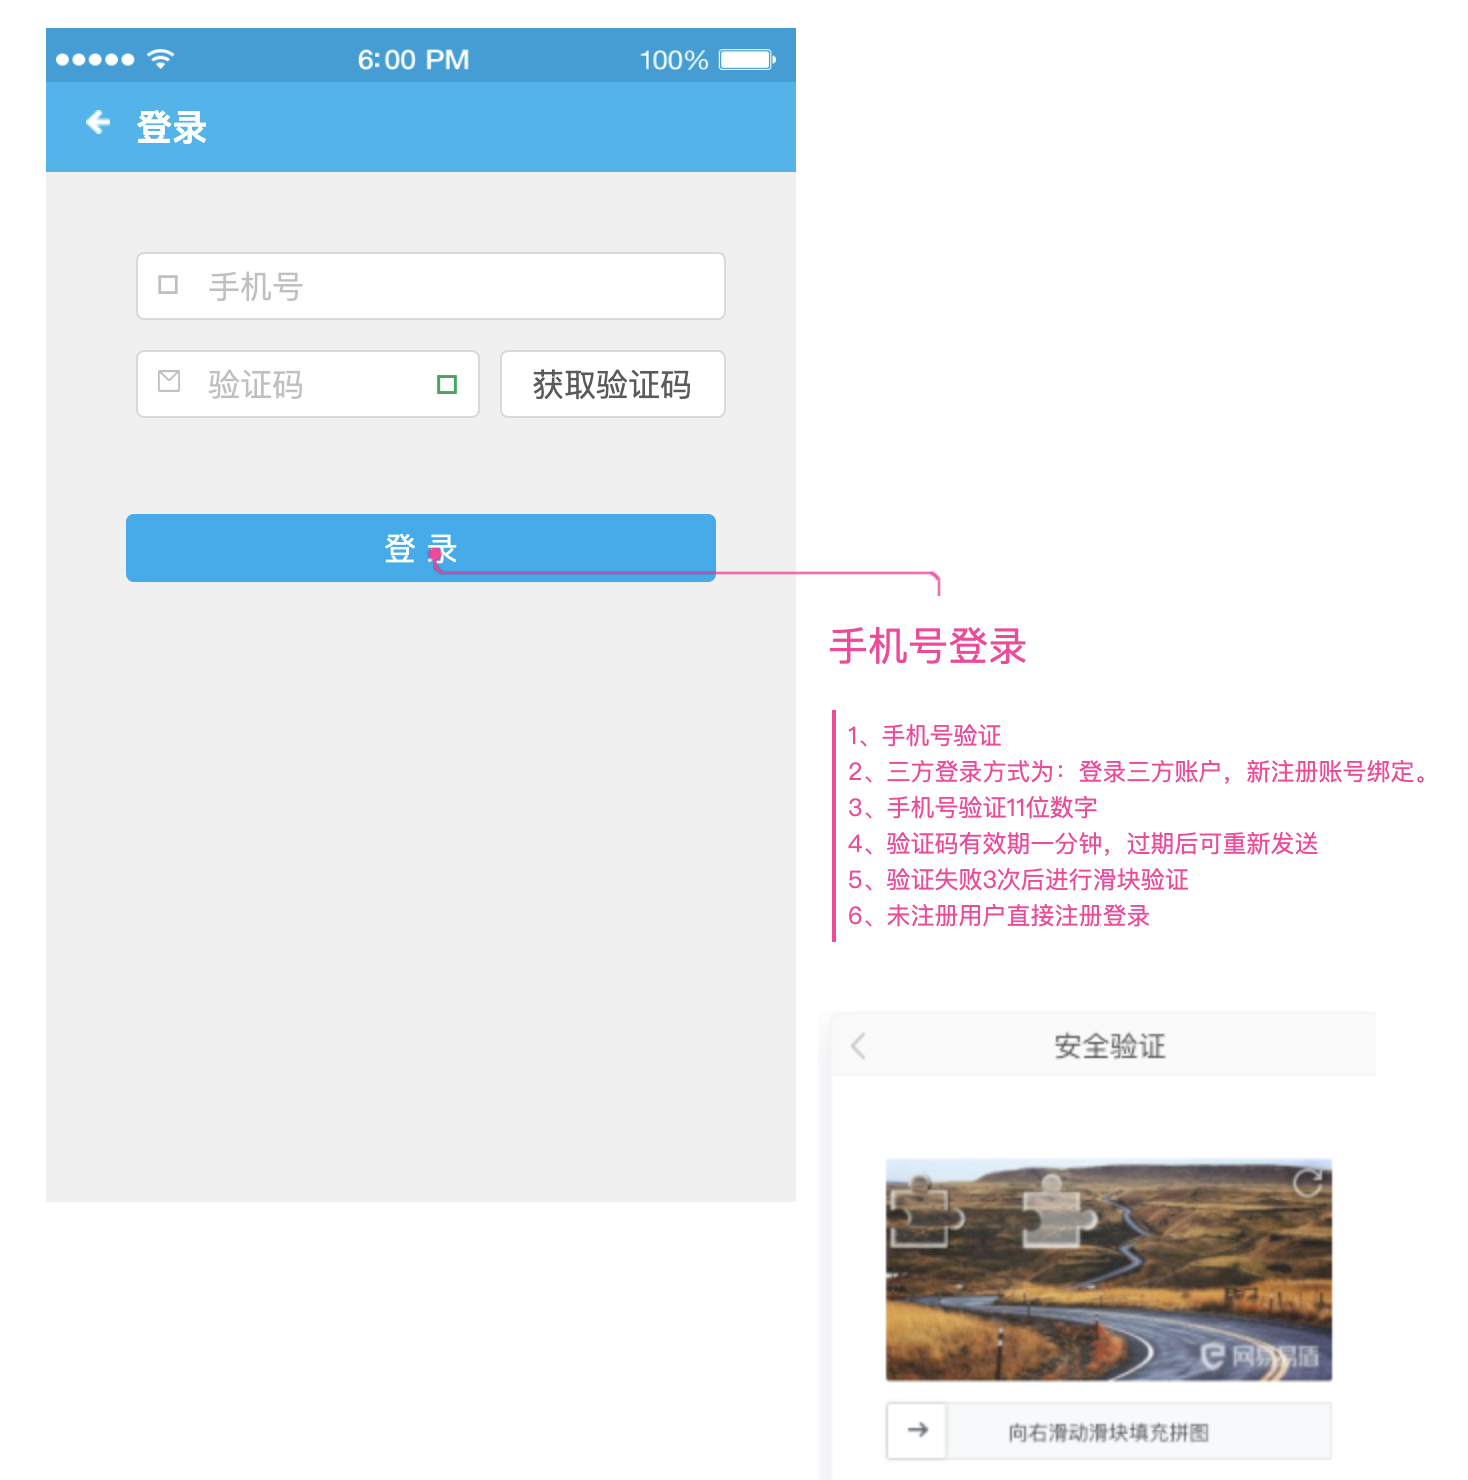 6:00 PM
100%
登录
手机号
验证码
获取验证码
登 录
手机号登录
1、手机号验证
2、三方登录方式为：登录三方账户，新注册账号绑定。
3、手机号验证11位数字
4、验证码有效期一分钟，过期后可重新发送
5、验证失败3次后进行滑块验证
6、未注册用户直接注册登录
安全验证
网易易盾
向右滑动滑块填充拼图